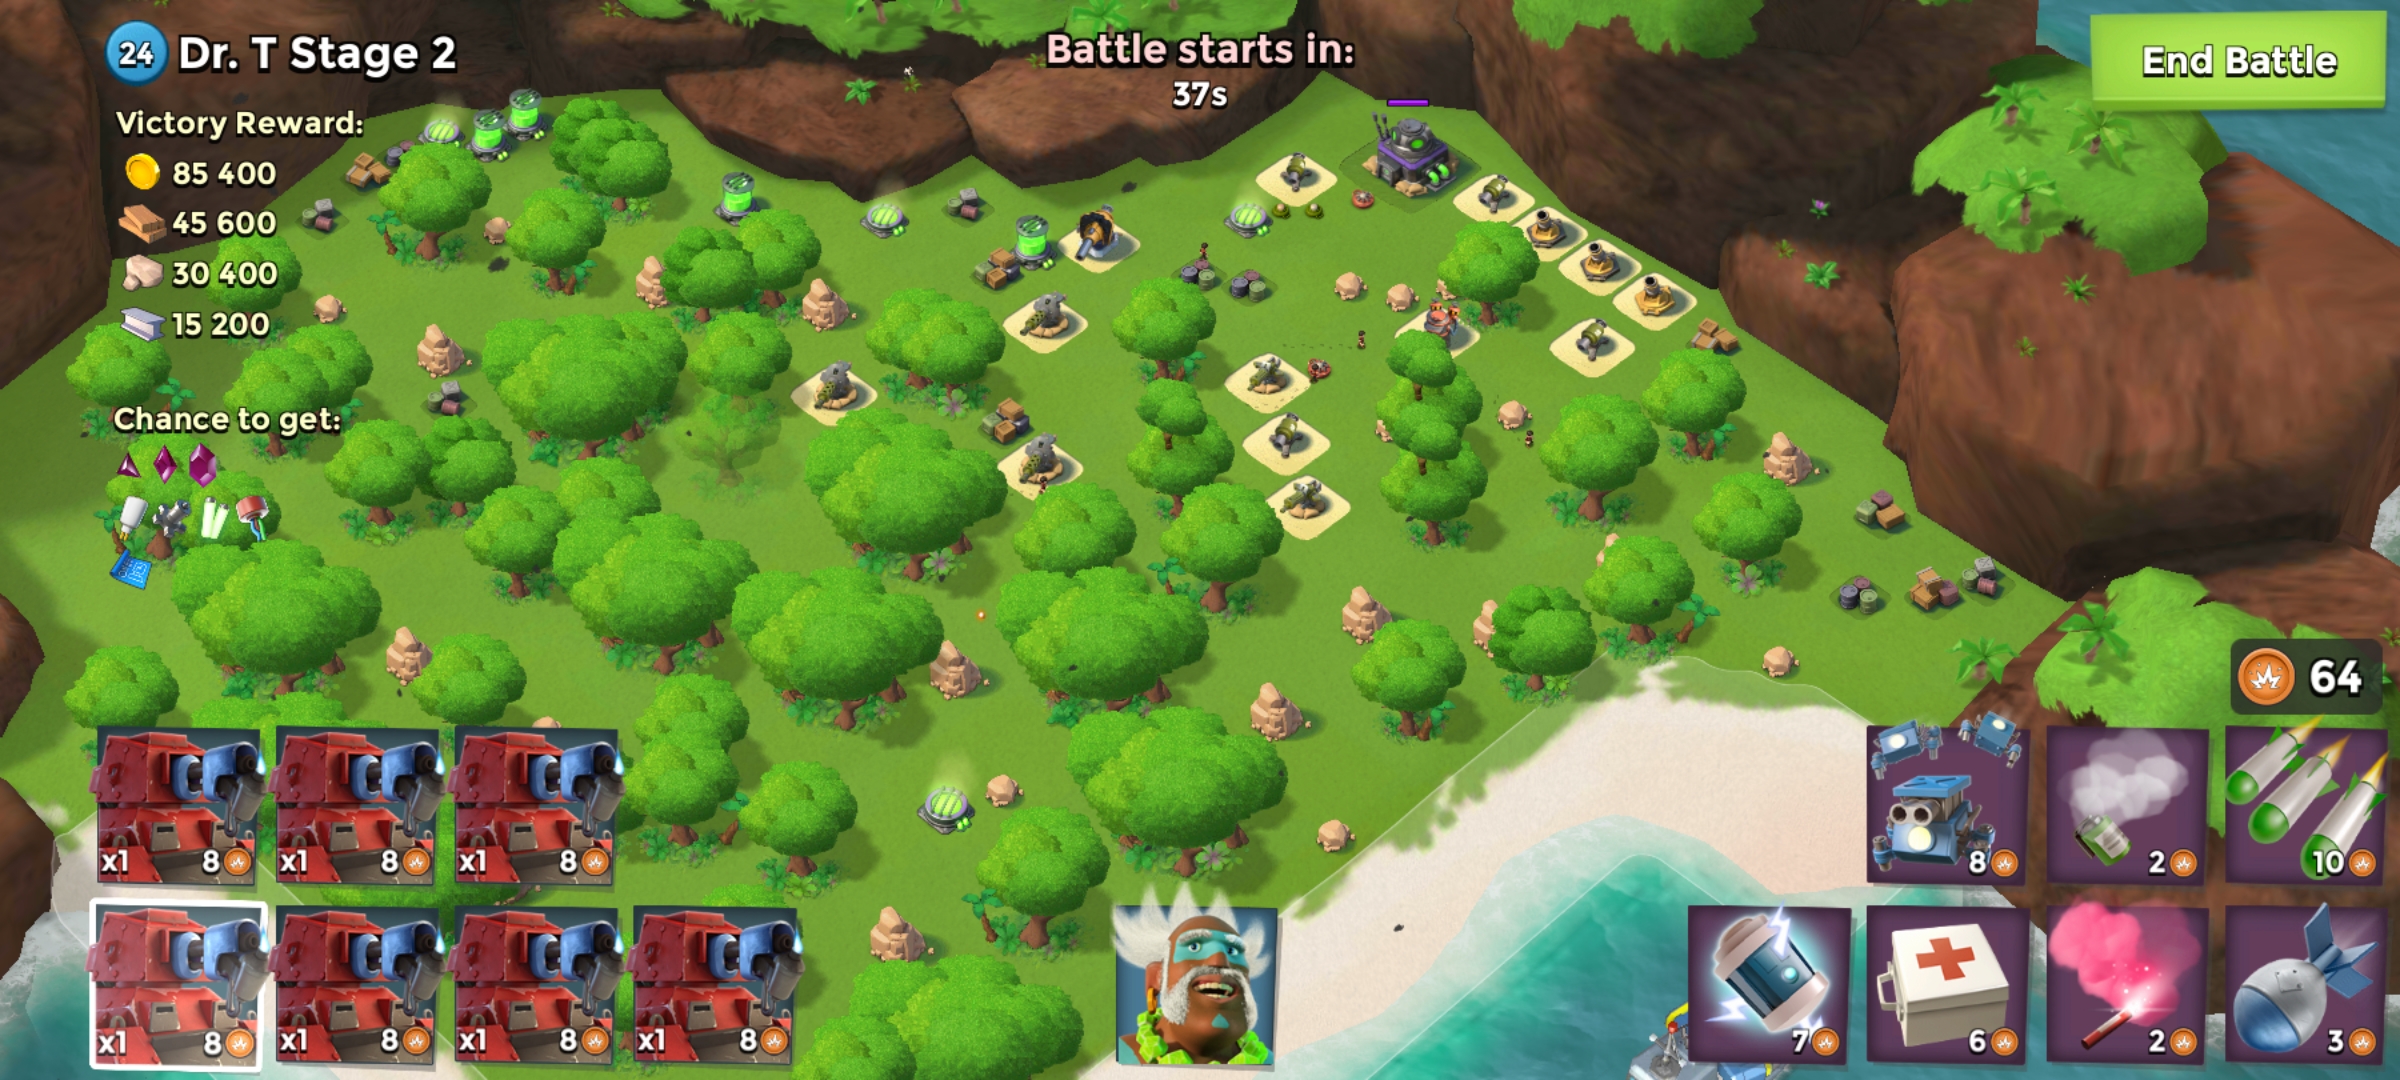 24 Dr. T Stage 2
Battle starts in:
37s
End Battle
Victory Reward:
85 400
45 600
30 400
15 200
Chance to get:
64
x1 8 x1 8 x1 8
8 2 10
x1 8 x1 8 x1 8 x1 8
7 6 2 3